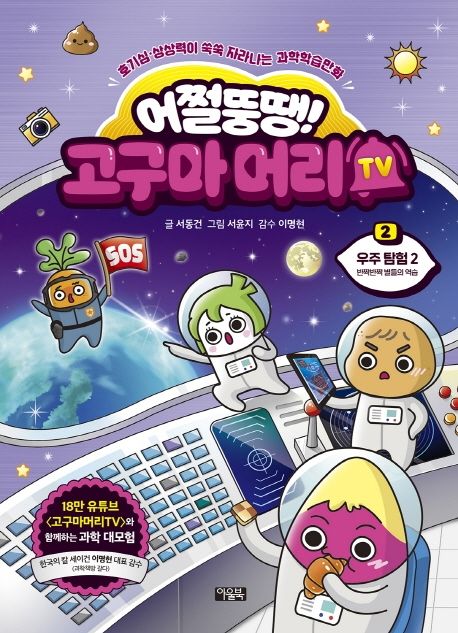 호기심·상상력이 쑥쑥 자라나는 과학학습만화
어쩔뚱땡!
고구마 머리 TV
글 서동건 그림 서윤지 감수 이명현
2
우주 탐험 2
반짝반짝 별들의 역습
SOS
18만 유튜브
<고구마머리TV>와
함께하는 과학 대모험
한국의 칼 세이건 이명현 대표 감수
(과학책방 갈다)
아울북